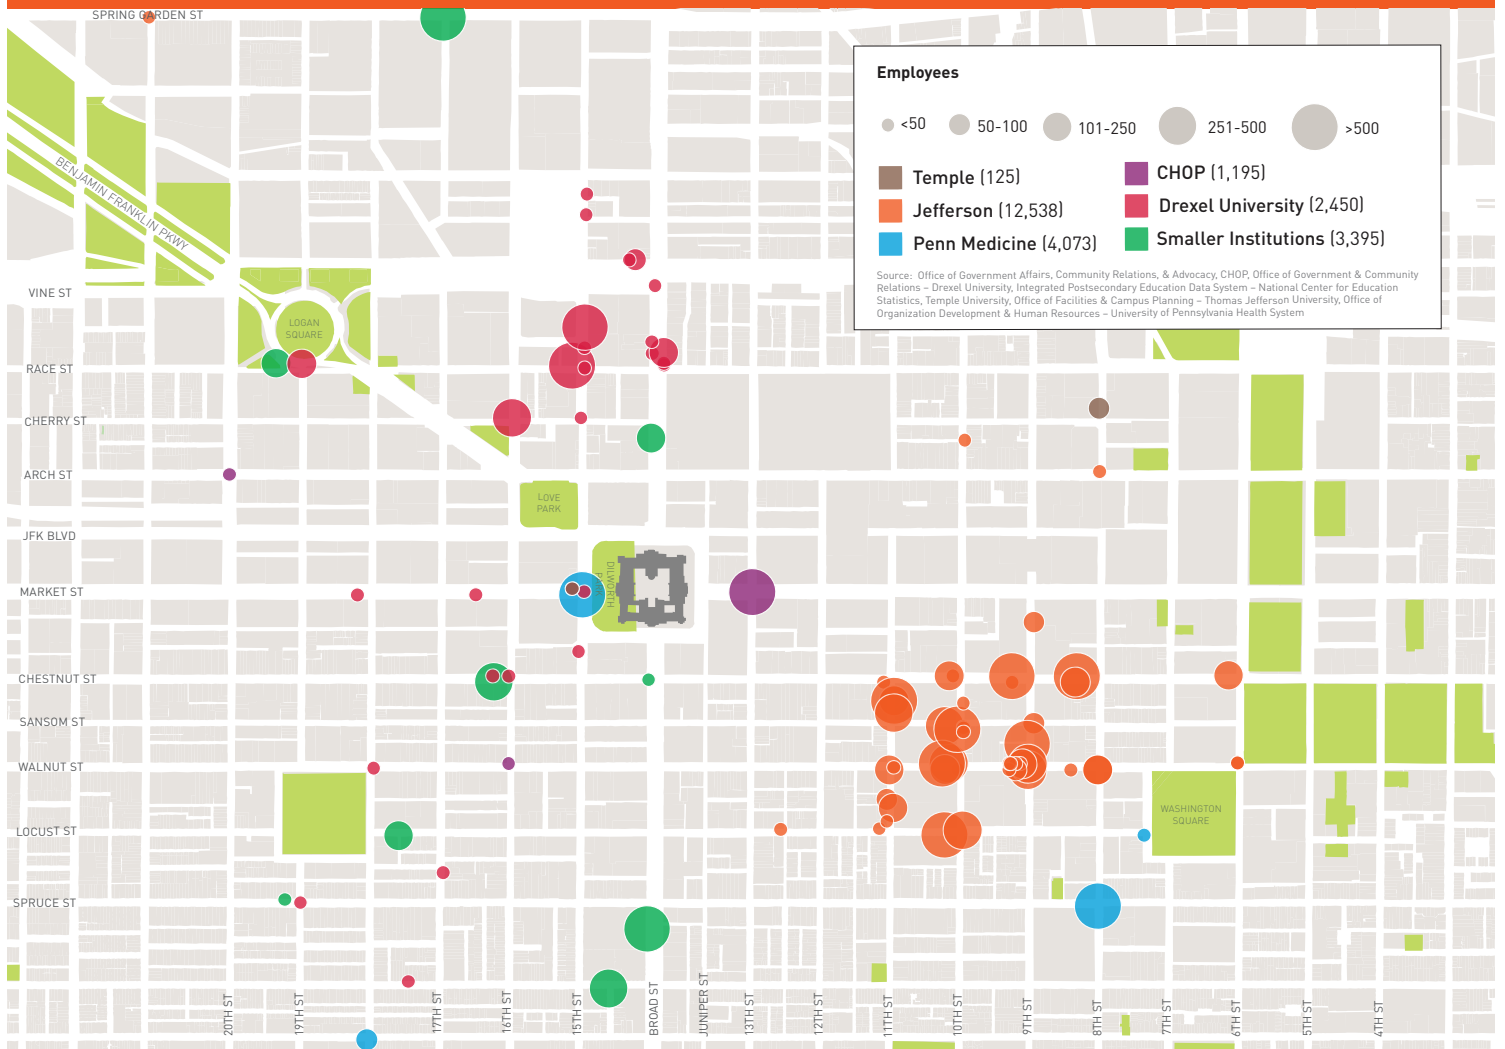 SPRING GARDEN ST
BENJAMIN FRANKLIN PKWY
VINE ST
LOGAN
SQUARE
RACE ST
CHERRY ST
ARCH ST
LOVE
PARK
JFK BLVD
DILWORTH
PARK
MARKET ST
CHESTNUT ST
SANSOM ST
WALNUT ST
WASHINGTON
SQUARE
LOCUST ST
SPRUCE ST
20TH ST
19TH ST
17TH ST
16TH ST
15TH ST
BROAD ST
JUNIPER ST
13TH ST
12TH ST
11TH ST
10TH ST
9TH ST
8TH ST
7TH ST
6TH ST
5TH ST
4TH ST
Employees
<50
50-100
101-250
251-500
>500
Temple (125)
Jefferson (12,538)
Penn Medicine (4,073)
CHOP (1,195)
Drexel University (2,450)
Smaller Institutions (3,395)
Source: Office of Government Affairs, Community Relations, & Advocacy, CHOP, Office of Government & Community
Relations – Drexel University, Integrated Postsecondary Education Data System – National Center for Education
Statistics, Temple University, Office of Facilities & Campus Planning – Thomas Jefferson University, Office of
Organization Development & Human Resources – University of Pennsylvania Health System